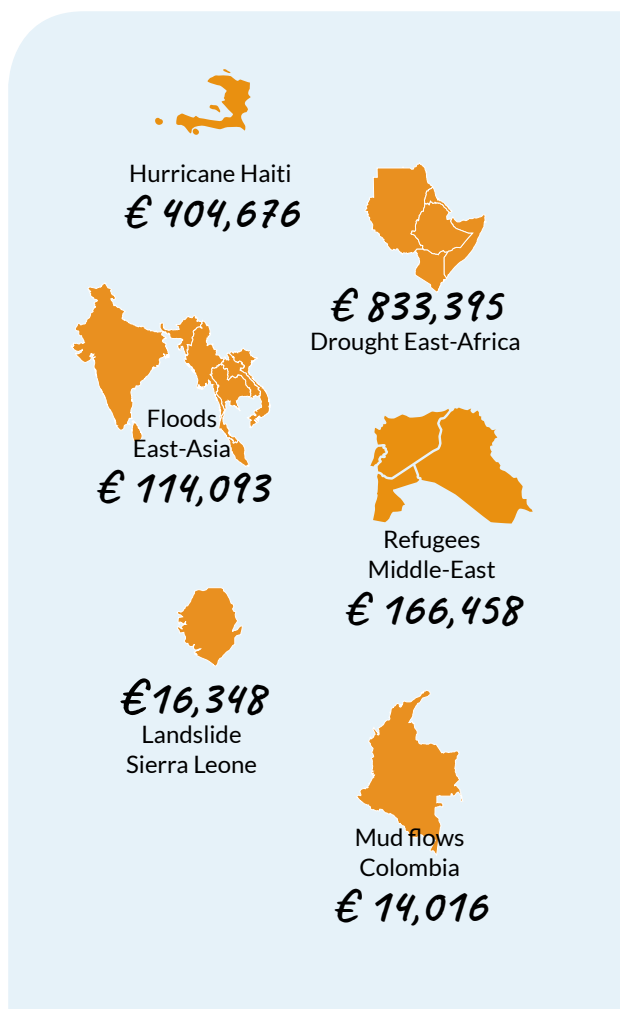 Hurricane Haiti
€ 404,676
€ 833,395
Drought East-Africa
Floods
East-Asia
€ 114,093
Refugees
Middle-East
€ 166,458
€16,348
Landslide
Sierra Leone
Mud flows
Colombia
€ 14,016